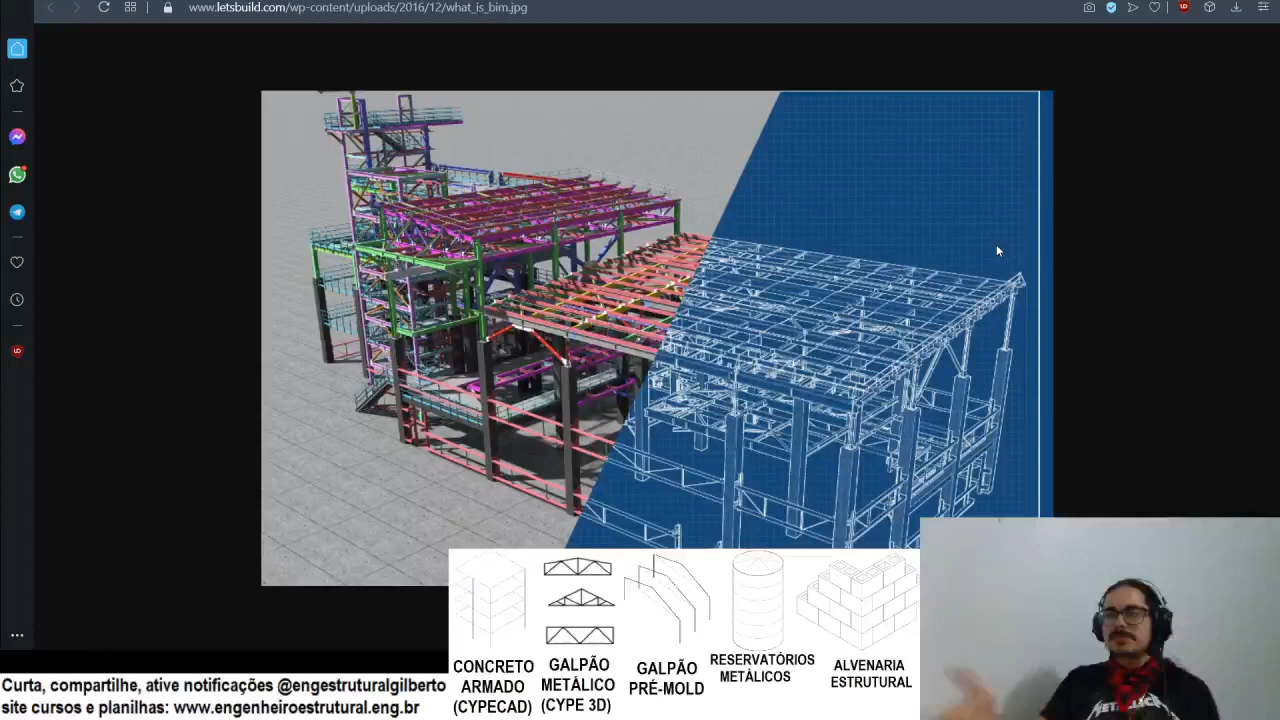 www.letsbuild.com/wp-content/uploads/2016/12/what_is_bim.jpg
CONCRETO
ARMADO
(CYPECAD)
GALPÃO
METÁLICO
(CYPE 3D)
GALPÃO
PRÉ-MOLD
RESERVATÓRIOS
METÁLICOS
ALVENARIA
ESTRUTURAL
Curta, compartilhe, ative notificações @engestruturalgilberto
site cursos e planilhas: www.engenheiroestrutural.eng.br
METALLICA